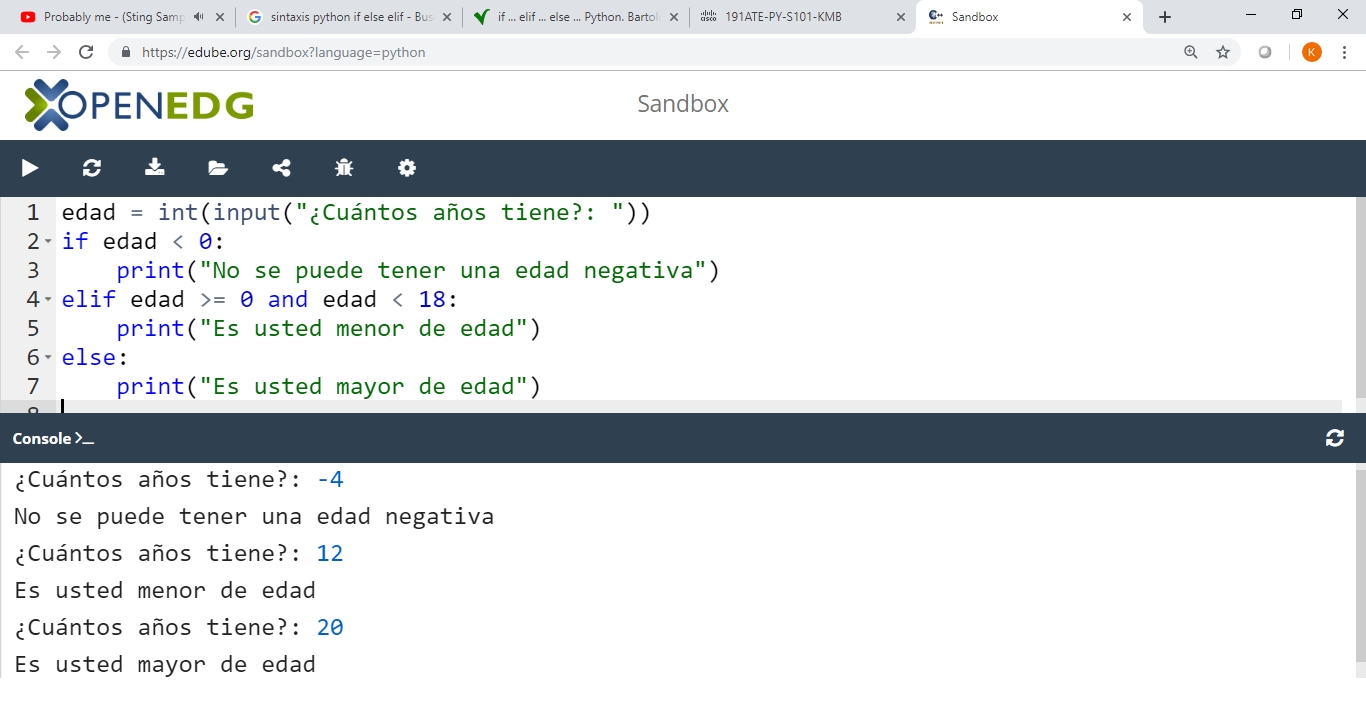 Probably me - (Sting Samp
sintaxis python if else elif - Bus
if ... elif ... else ... Python. Bartol
cisco 191ATE-PY-S101-KMB
C++ Sandbox
https://edube.org/sandbox?language=python
K
OPENEDG
Sandbox
1 edad = int(input("¿Cuántos años tiene?: "))
2 if edad < 0:
3 print("No se puede tener una edad negativa")
4 elif edad >= 0 and edad < 18:
5 print("Es usted menor de edad")
6 else:
7 print("Es usted mayor de edad")
8
Console >_
¿Cuántos años tiene?: -4
No se puede tener una edad negativa
¿Cuántos años tiene?: 12
Es usted menor de edad
¿Cuántos años tiene?: 20
Es usted mayor de edad